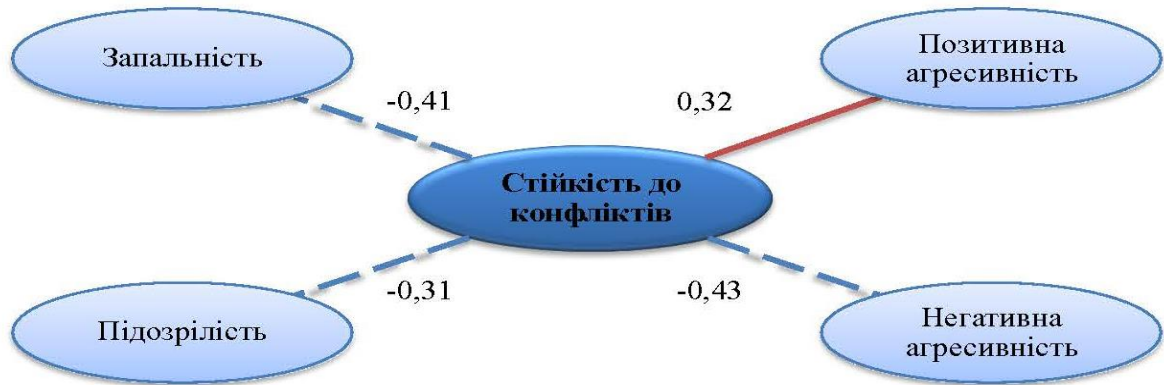 Запальність
Позитивна
агресивність
-0,41
0,32
Стійкість до
конфліктів
-0,31
-0,43
Підозрілість
Негативна
агресивність